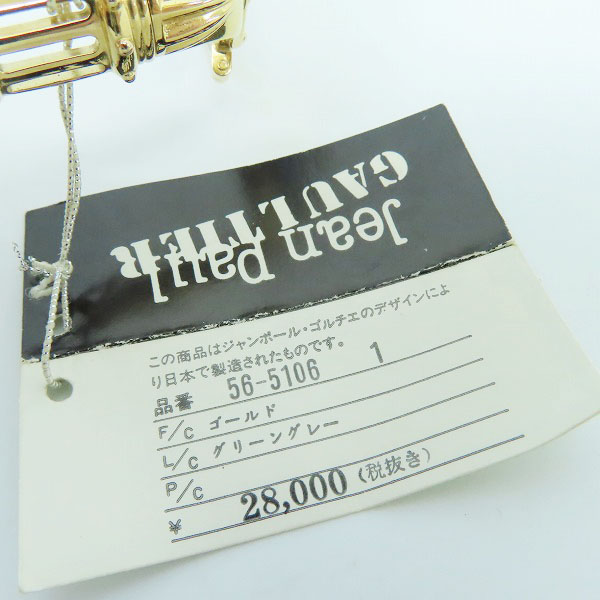 Jean Paul
GAULTIER
この商品はジャンポール・ゴルチエのデザインによ
り日本で製造されたものです。
品番 56-5106 1
F/C ゴールド
L/C グリーングレー
P/C
¥ 28,000 (税抜き)